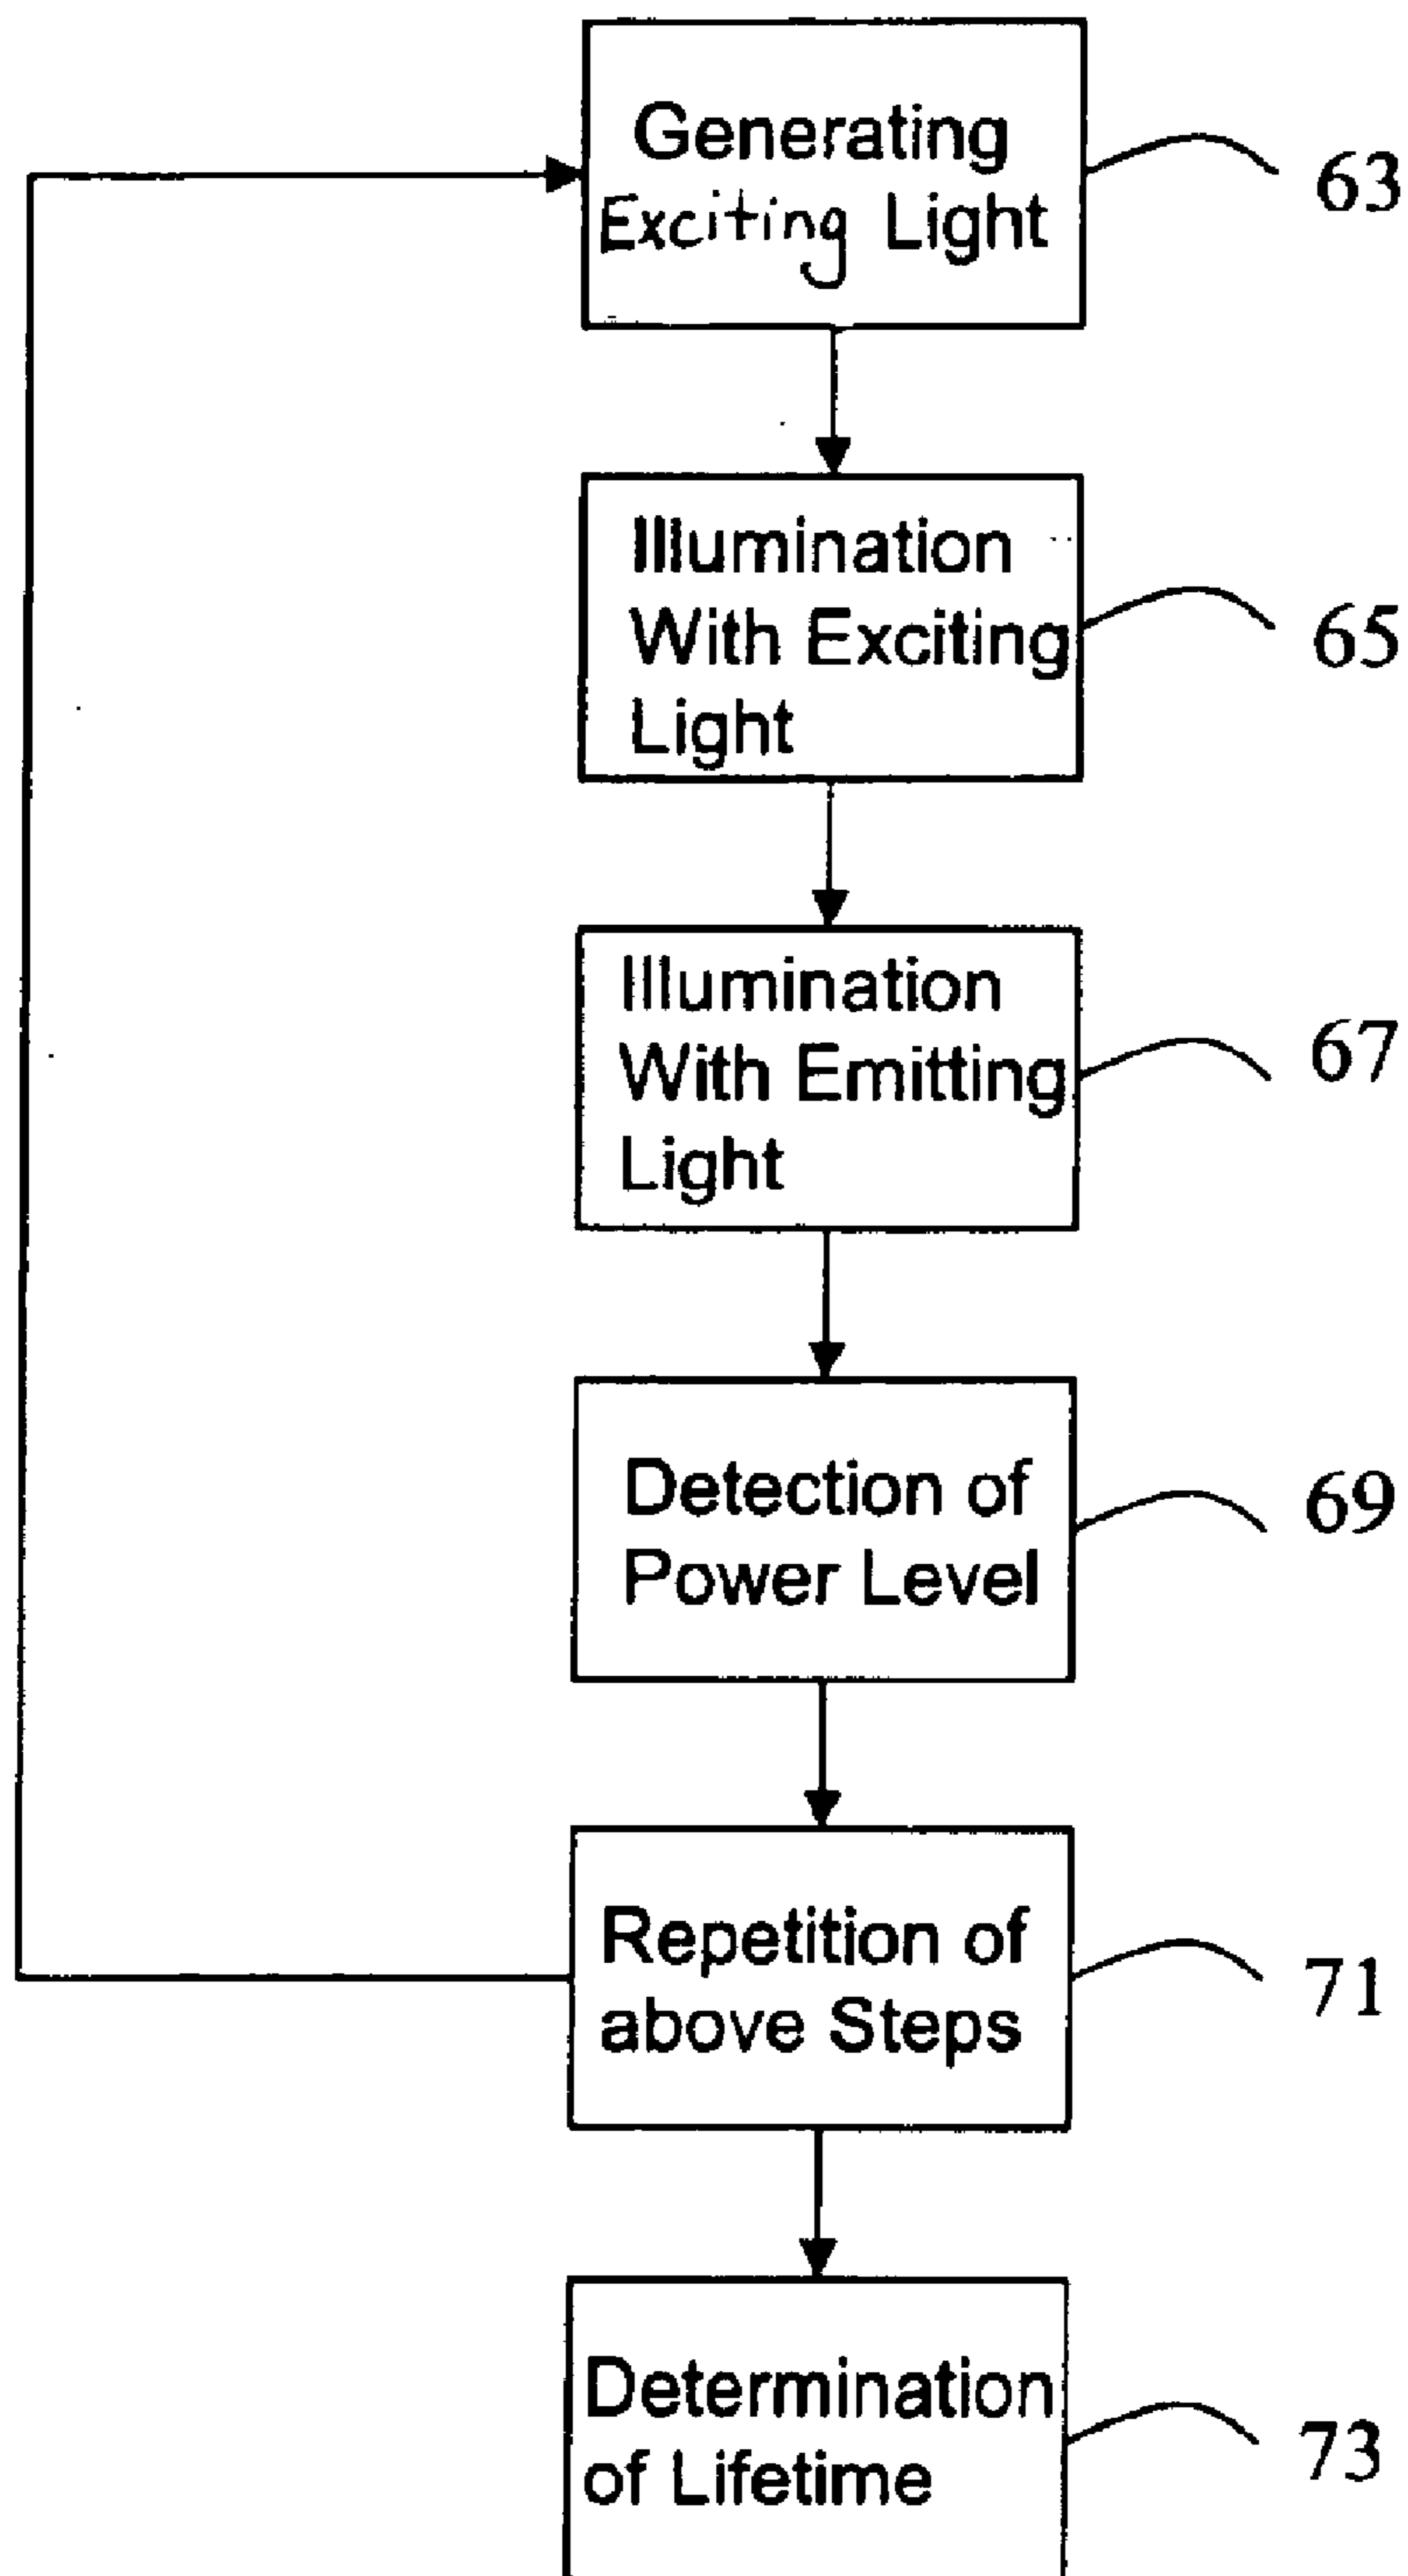 Generating
Exciting Light
63
Illumination
With Exciting
Light
65
Illumination
With Emitting
Light
67
Detection of
Power Level
69
Repetition of
above Steps
71
Determination
of Lifetime
73